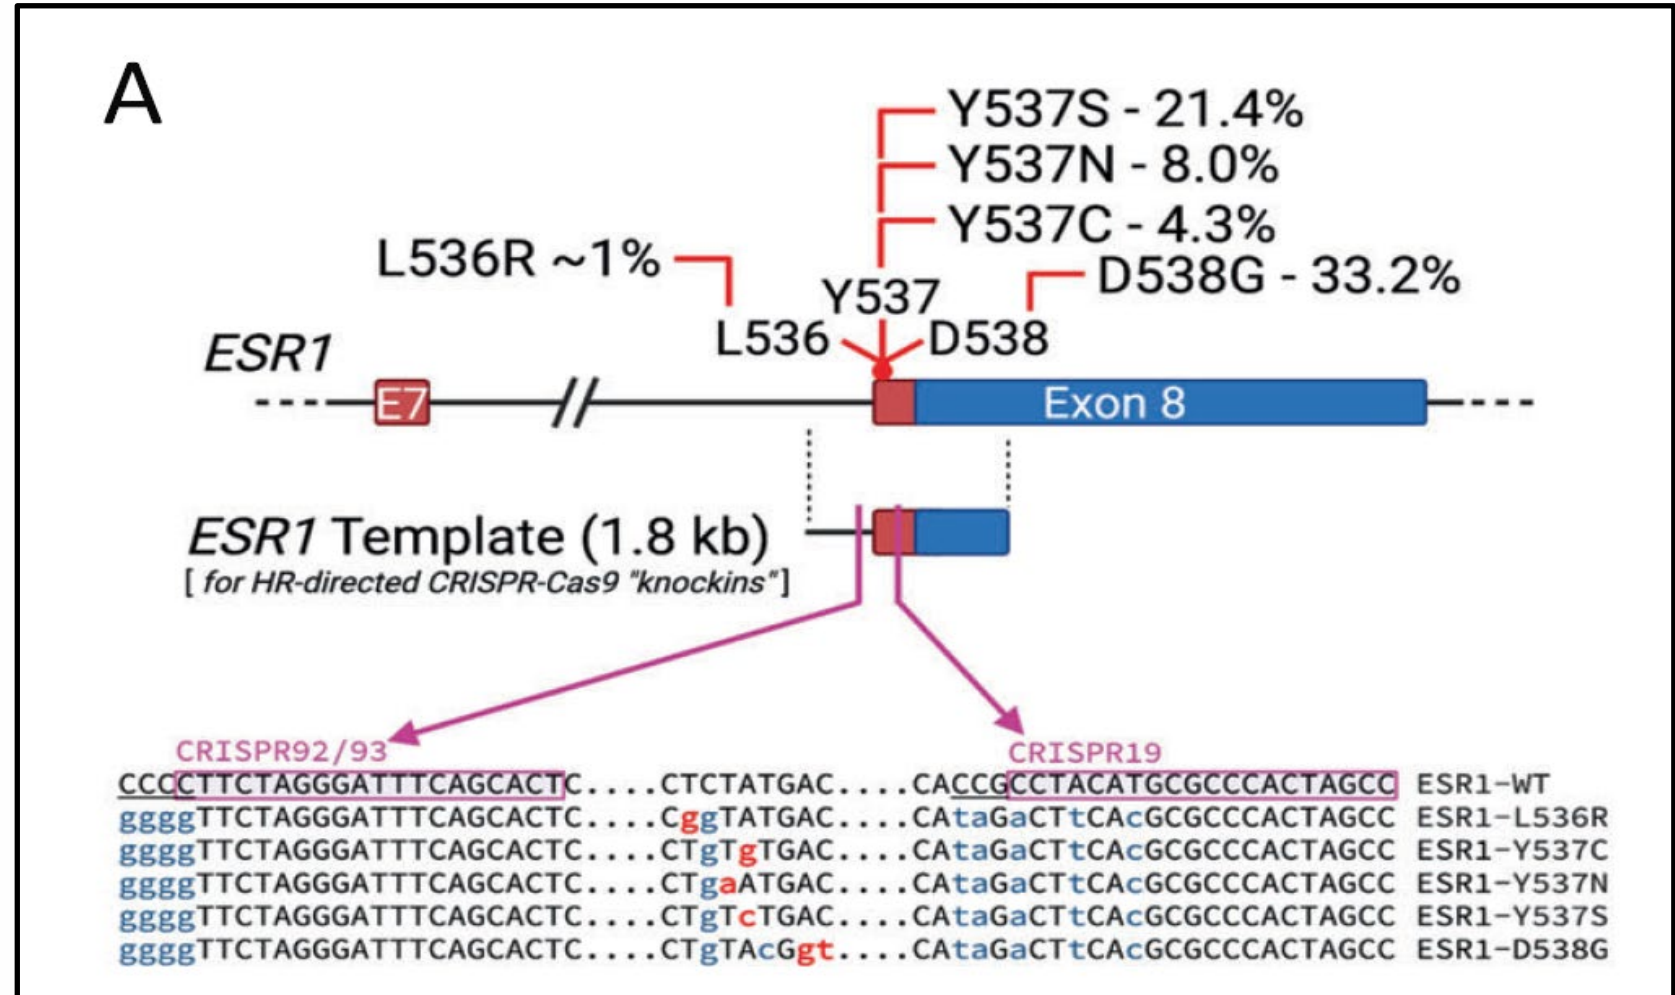 A
Y537S - 21.4%
Y537N - 8.0%
Y537C - 4.3%
L536R ~1%
D538G - 33.2%
Y537
L536
D538
ESR1
E7
Exon 8
ESR1 Template (1.8 kb)
[ for HR-directed CRISPR-Cas9 "knockins" ]
CRISPR92/93
CRISPR19
CCCCTTCTAGGGATTTCAGCACTC....CTCTATGAC....CACCGCCTACATGCGCCCACTAGCC ESR1-WT
ggggTTCTAGGGATTTCAGCACTC....CggTATGAC....CAtaGaCTtCAcGCGCCCACTAGCC ESR1-L536R
ggggTTCTAGGGATTTCAGCACTC....CTgTgTGAC....CAtaGaCTtCAcGCGCCCACTAGCC ESR1-Y537C
ggggTTCTAGGGATTTCAGCACTC....CTgaATGAC....CAtaGaCTtCAcGCGCCCACTAGCC ESR1-Y537N
ggggTTCTAGGGATTTCAGCACTC....CTgTcTGAC....CAtaGaCTtCAcGCGCCCACTAGCC ESR1-Y537S
ggggTTCTAGGGATTTCAGCACTC....CTgTAcGgt....CAtaGaCTtCAcGCGCCCACTAGCC ESR1-D538G